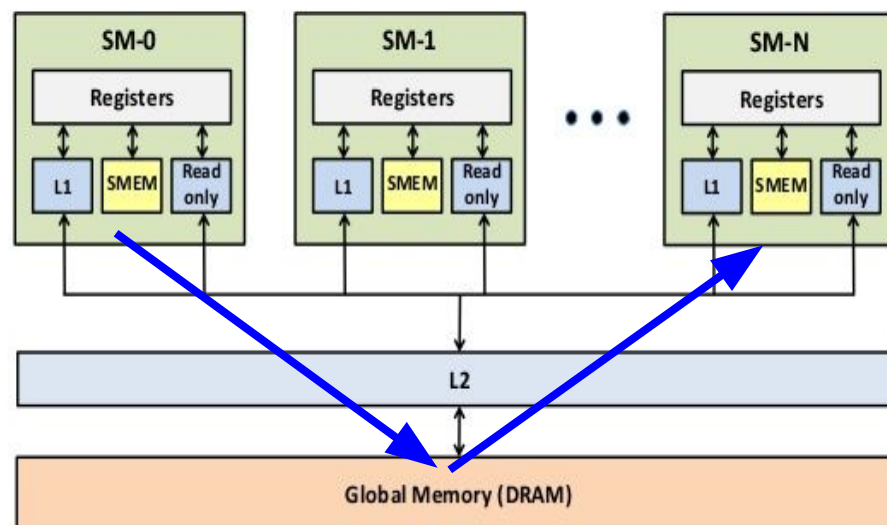 SM-0
SM-1
SM-N
Registers
Registers
Registers
L1
SMEM
Read
only
L1
SMEM
Read
only
L1
SMEM
Read
only
L2
Global Memory (DRAM)